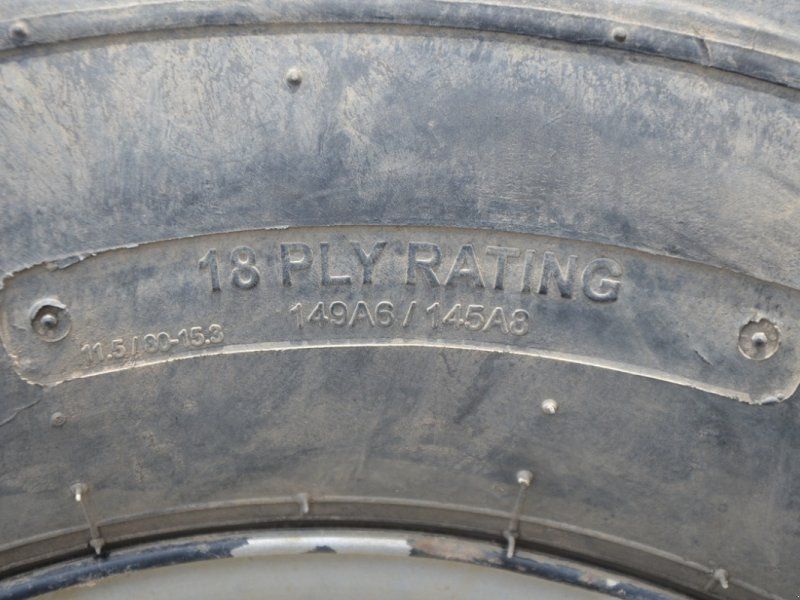 18 PLY RATING
149A6 / 145A8
11.5 / 80-15.3